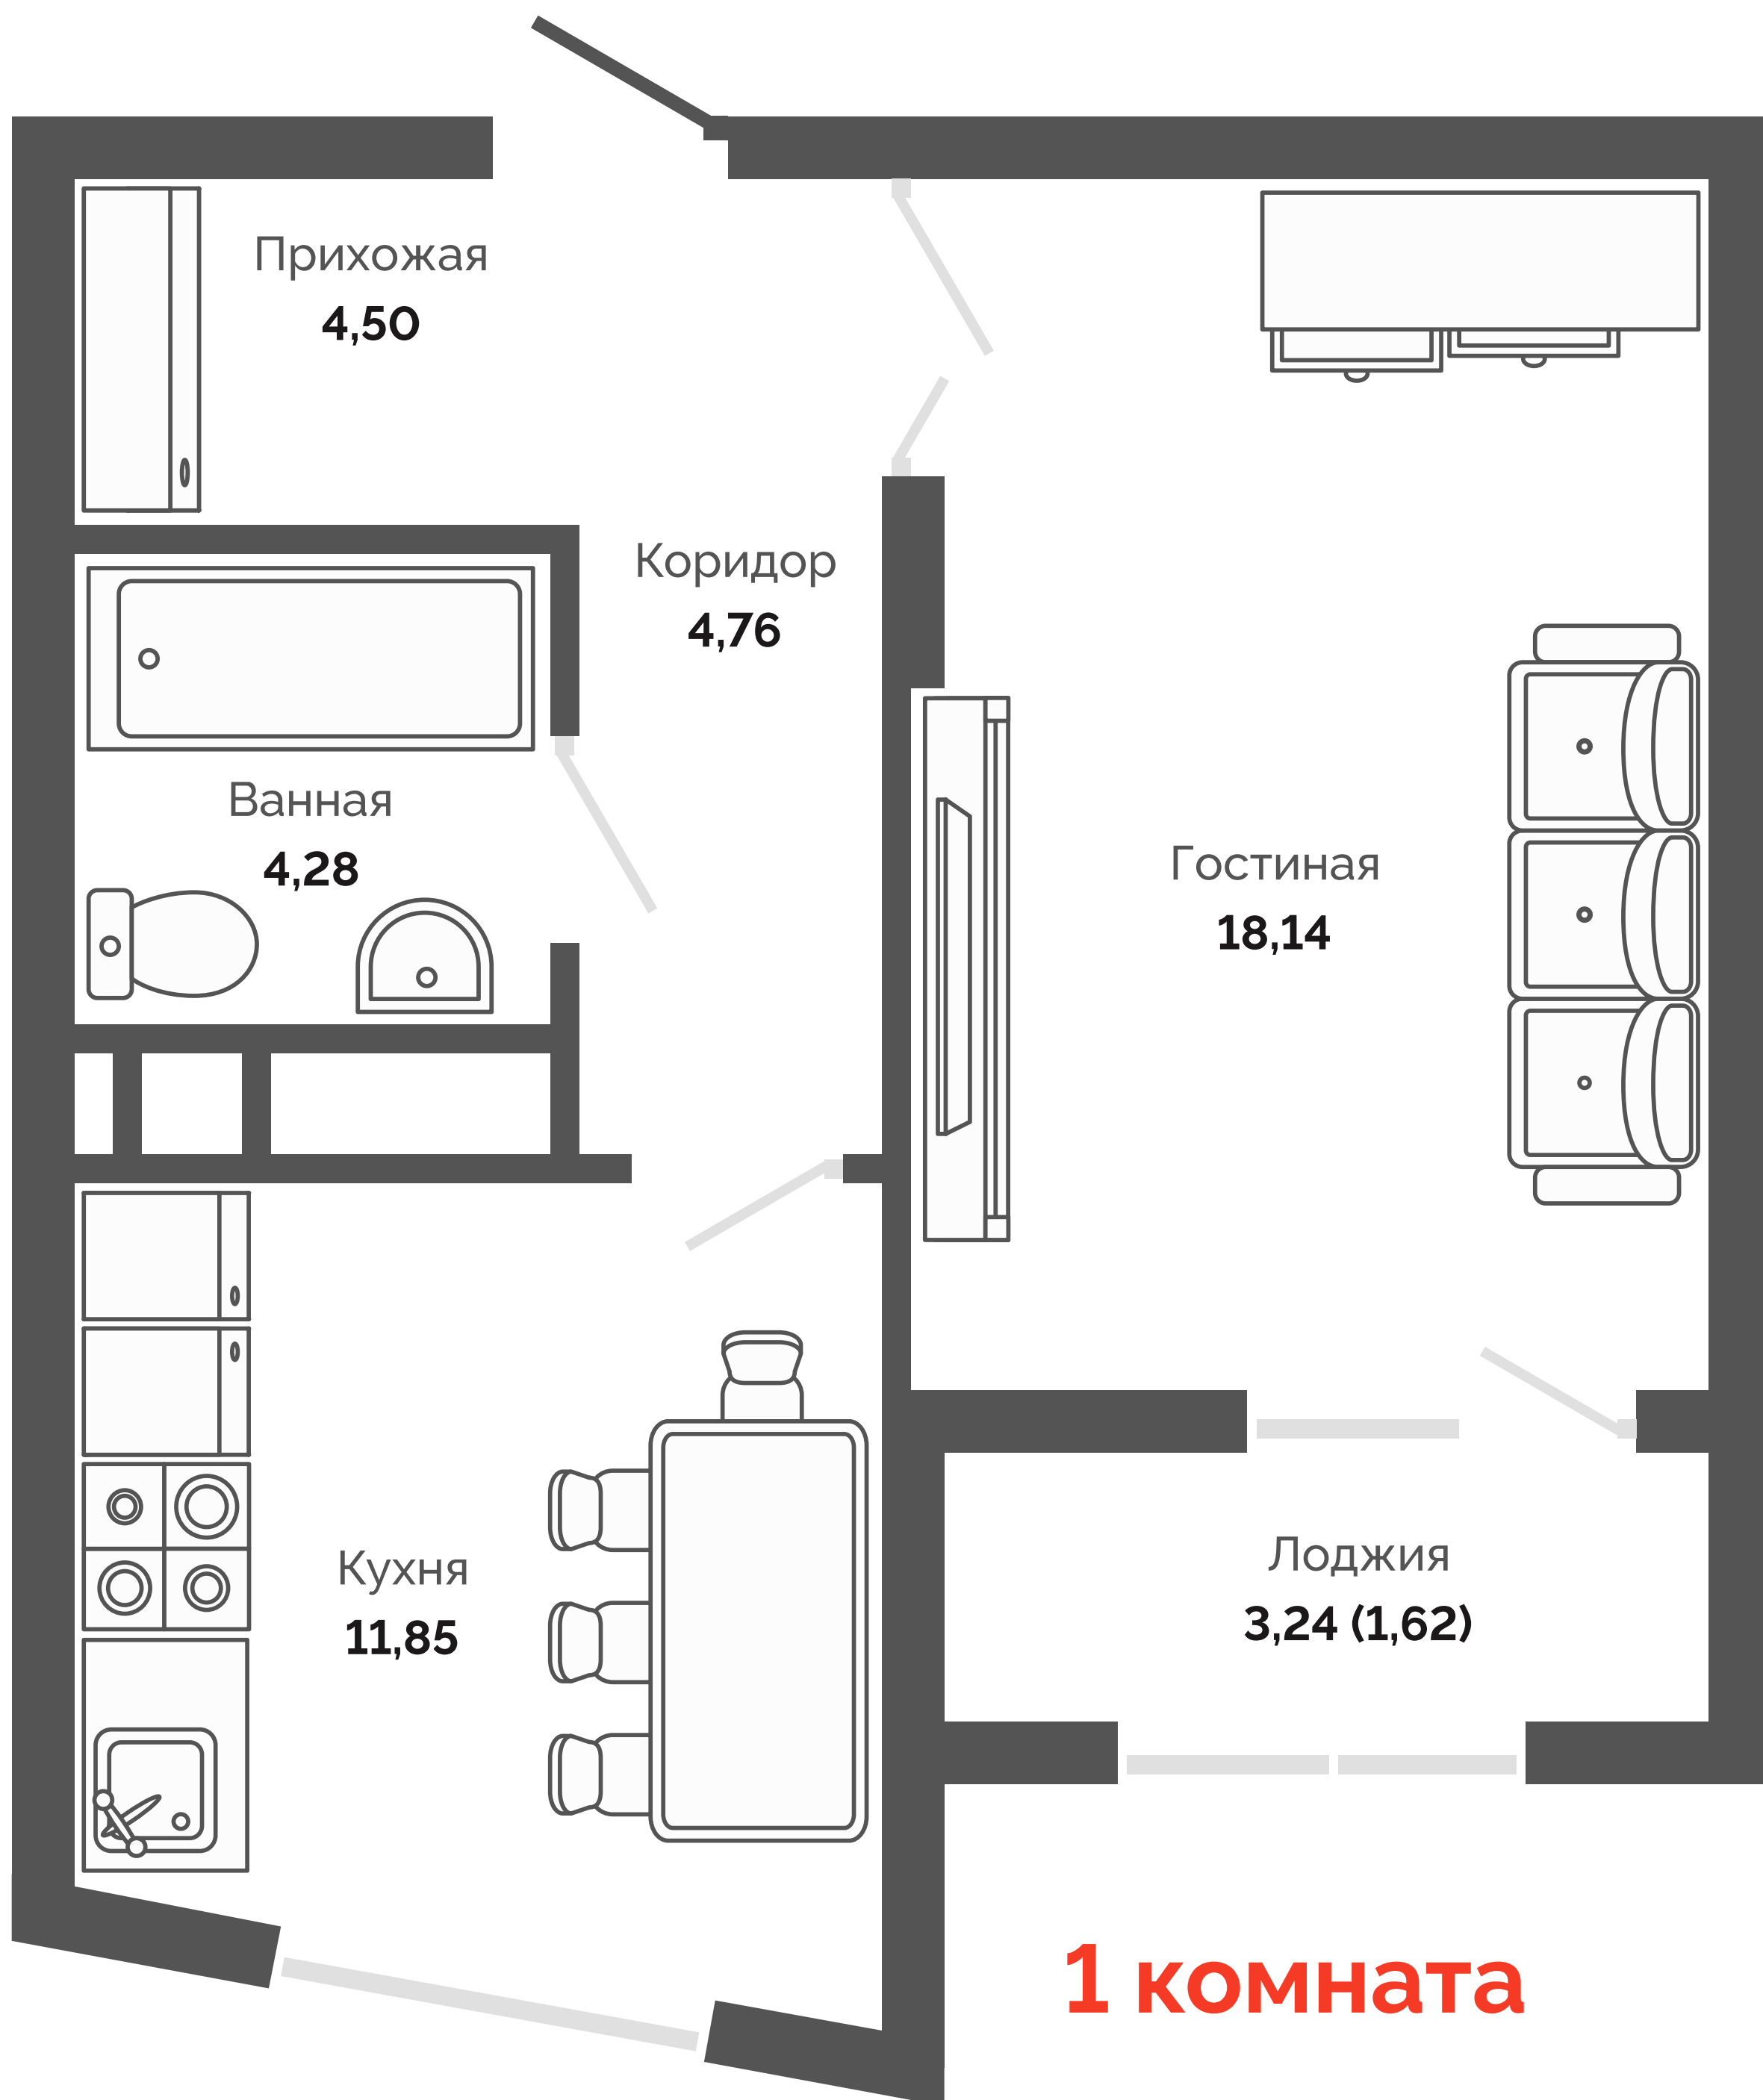 Прихожая
4,50
Коридор
4,76
Ванная
4,28
Гостиная
18,14
Кухня
11,85
Лоджия
3,24 (1,62)
1 комната